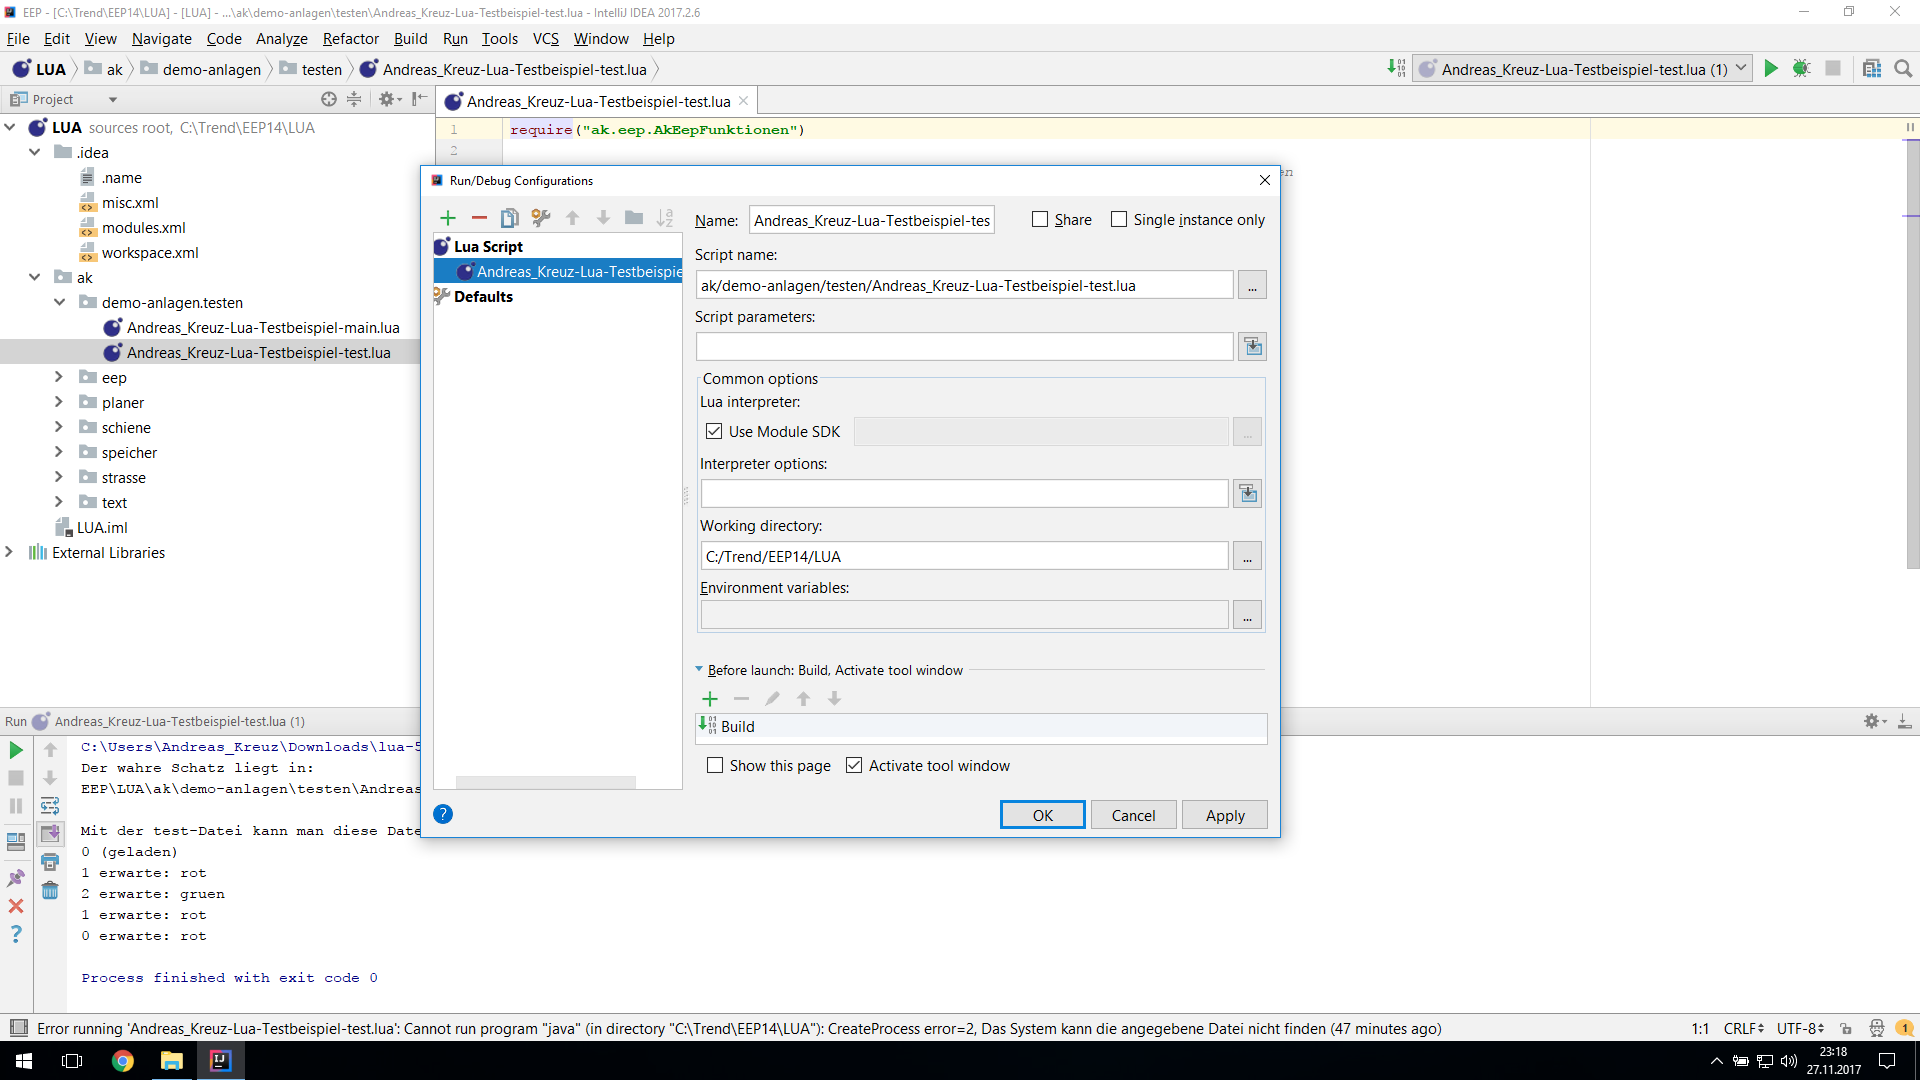 EEP - [C:\Trend\EEP14\LUA] - [LUA] - ...\ak\demo-anlagen\testen\Andreas_Kreuz-Lua-Testbeispiel-test.lua - IntelliJ IDEA 2017.2.6
File Edit View Navigate Code Analyze Refactor Build Run Tools VCS Window Help
LUA ak demo-anlagen testen Andreas_Kreuz-Lua-Testbeispiel-test.lua
Andreas_Kreuz-Lua-Testbeispiel-test.lua (1)
Project
Andreas_Kreuz-Lua-Testbeispiel-test.lua
LUA sources root, C:\Trend\EEP14\LUA
.idea
.name
misc.xml
modules.xml
workspace.xml
ak
demo-anlagen.testen
Andreas_Kreuz-Lua-Testbeispiel-main.lua
Andreas_Kreuz-Lua-Testbeispiel-test.lua
eep
planer
schiene
speicher
strasse
text
LUA.iml
External Libraries
1 require("ak.eep.AkEepFunktionen")
2
en
Run/Debug Configurations
Lua Script
Andreas_Kreuz-Lua-Testbeispie
Defaults
Name: Andreas_Kreuz-Lua-Testbeispiel-tes
Share Single instance only
Script name:
ak/demo-anlagen/testen/Andreas_Kreuz-Lua-Testbeispiel-test.lua ...
Script parameters:
Common options
Lua interpreter:
Use Module SDK ...
Interpreter options:
Working directory:
C:/Trend/EEP14/LUA ...
Environment variables:
...
Before launch: Build, Activate tool window
Build
Show this page Activate tool window
OK Cancel Apply
Run Andreas_Kreuz-Lua-Testbeispiel-test.lua (1)
C:\Users\Andreas_Kreuz\Downloads\lua-5
Der wahre Schatz liegt in:
EEP\LUA\ak\demo-anlagen\testen\Andreas
Mit der test-Datei kann man diese Date
0 (geladen)
1 erwarte: rot
2 erwarte: gruen
1 erwarte: rot
0 erwarte: rot
Process finished with exit code 0
Error running 'Andreas_Kreuz-Lua-Testbeispiel-test.lua': Cannot run program "java" (in directory "C:\Trend\EEP14\LUA"): CreateProcess error=2, Das System kann die angegebene Datei nicht finden (47 minutes ago)
1:1 CRLF UTF-8 1
23:18
27.11.2017